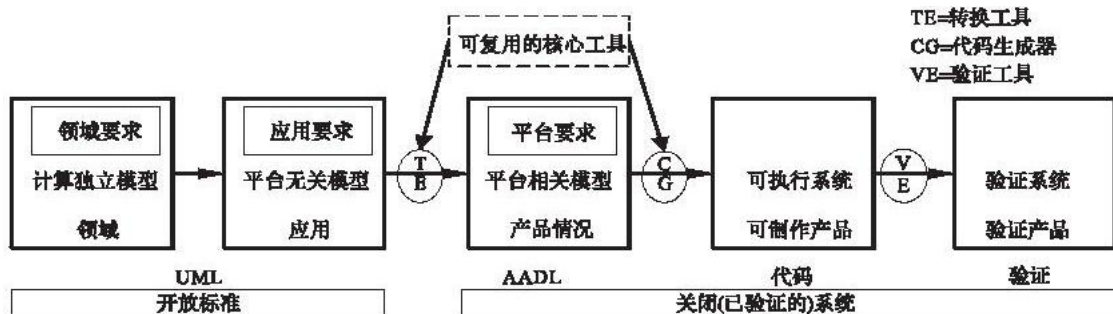 可复用的核心工具
TE=转换工具
CG=代码生成器
VE=验证工具
领域要求
计算独立模型
领域
应用要求
平台无关模型
应用
T
E
平台要求
平台相关模型
产品情况
C
G
可执行系统
可制作产品
V
E
验证系统
验证产品
UML
AADL
代码
验证
开放标准
关闭(已验证的)系统